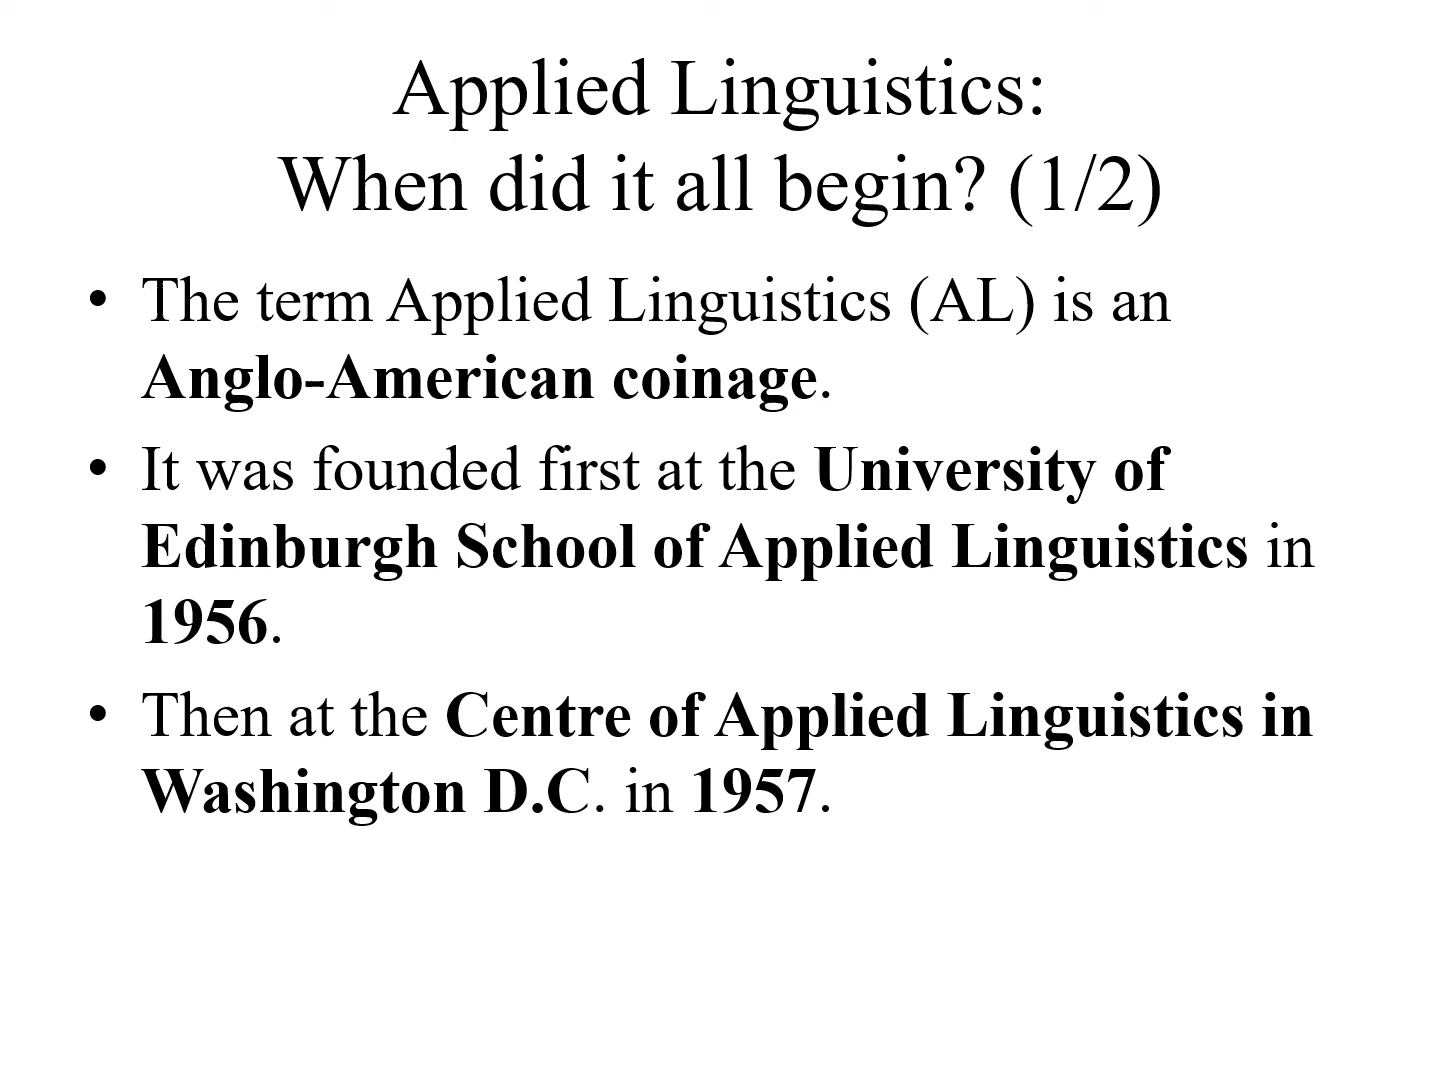 Applied Linguistics:
When did it all begin? (1/2)
• The term Applied Linguistics (AL) is an
Anglo-American coinage.
• It was founded first at the University of
Edinburgh School of Applied Linguistics in
1956.
• Then at the Centre of Applied Linguistics in
Washington D.C. in 1957.